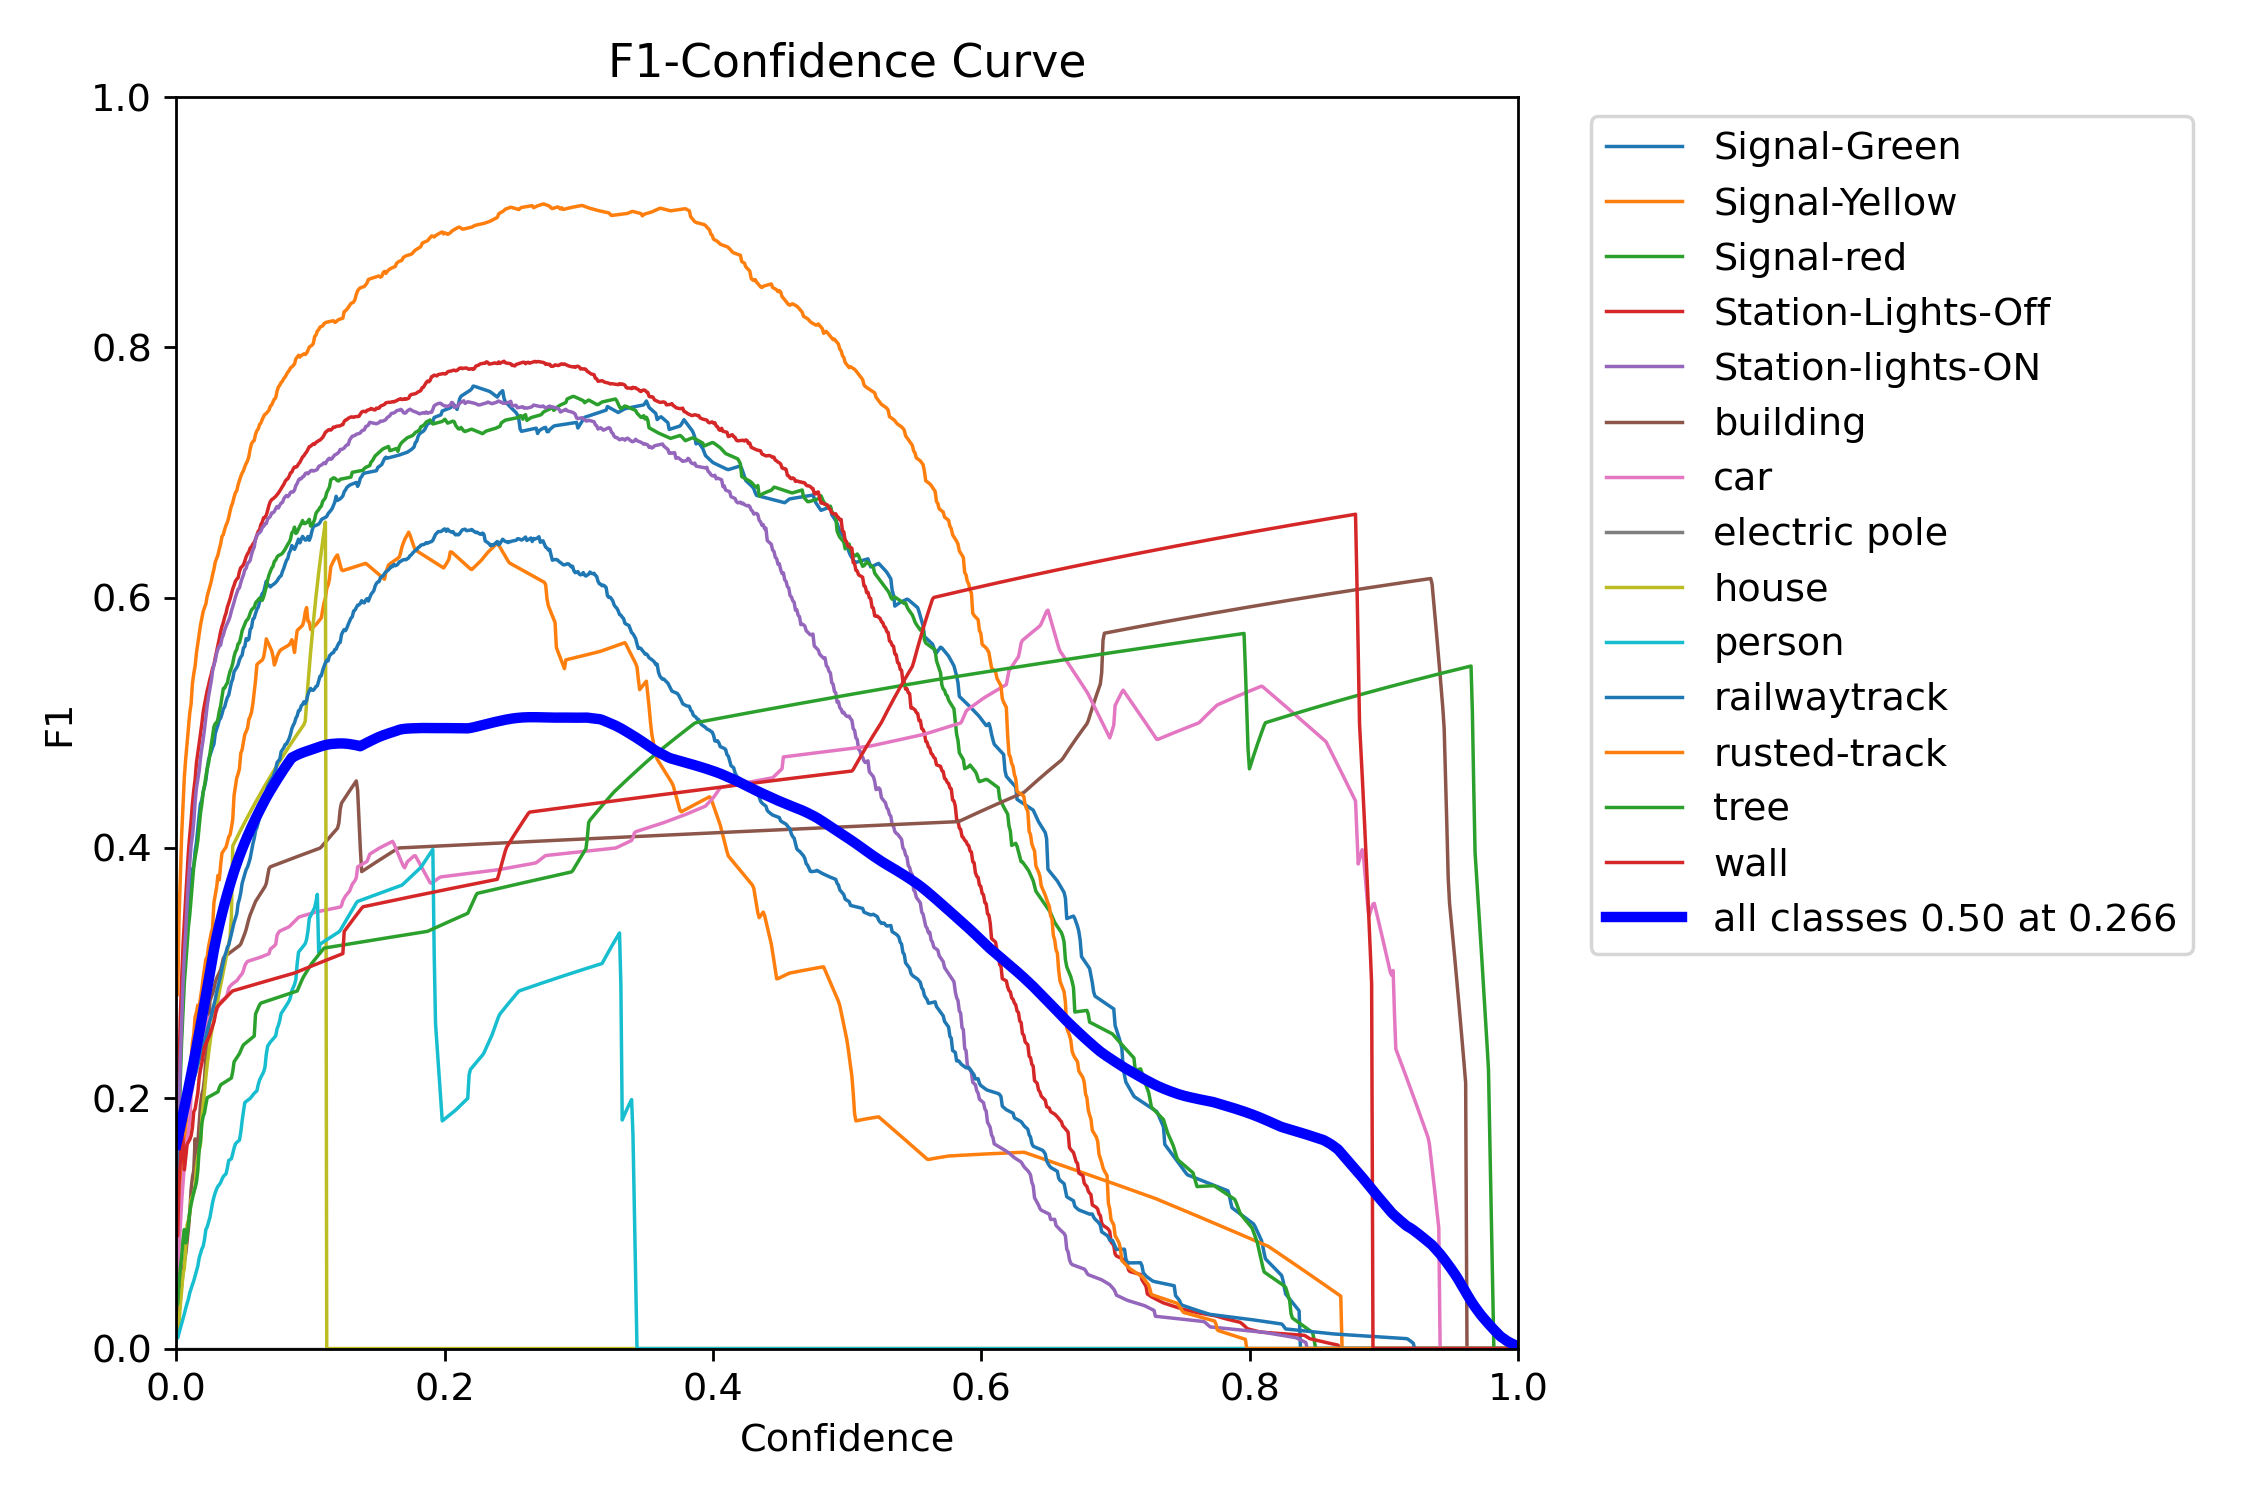 F1-Confidence Curve
1.0
0.8
0.6
0.4
0.2
0.0
F1
0.0 0.2 0.4 0.6 0.8 1.0
Confidence
Signal-Green
Signal-Yellow
Signal-red
Station-Lights-Off
Station-lights-ON
building
car
electric pole
house
person
railwaytrack
rusted-track
tree
wall
all classes 0.50 at 0.266